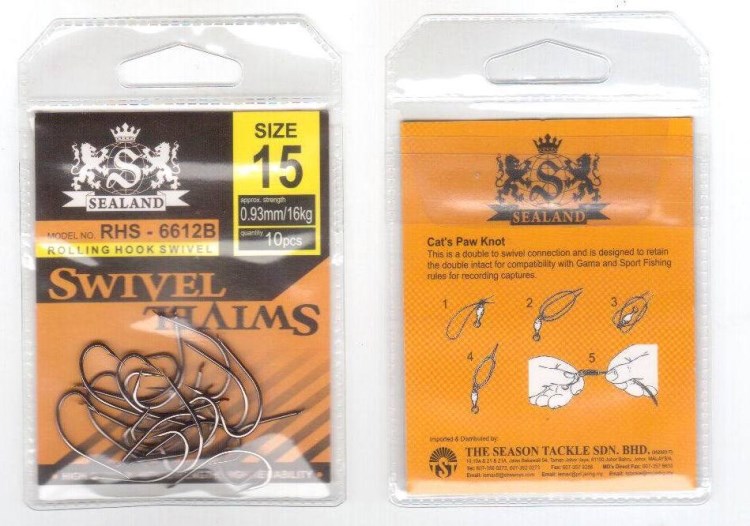 SEALAND
SIZE
15
approx. strength
0.93mm/16kg
quantity
10pcs
MODEL NO. RHS - 6612B
ROLLING HOOK SWIVEL
SWIVEL
SWIVEL
SEALAND
Cat's Paw Knot
This is a double to swivel connection and is designed to retain
the double intact for compatibility with Gama and Sport Fishing
rules for recording captures.
1
2
3
4
5
Imported & Distributed by:
THE SEASON TACKLE SDN. BHD.